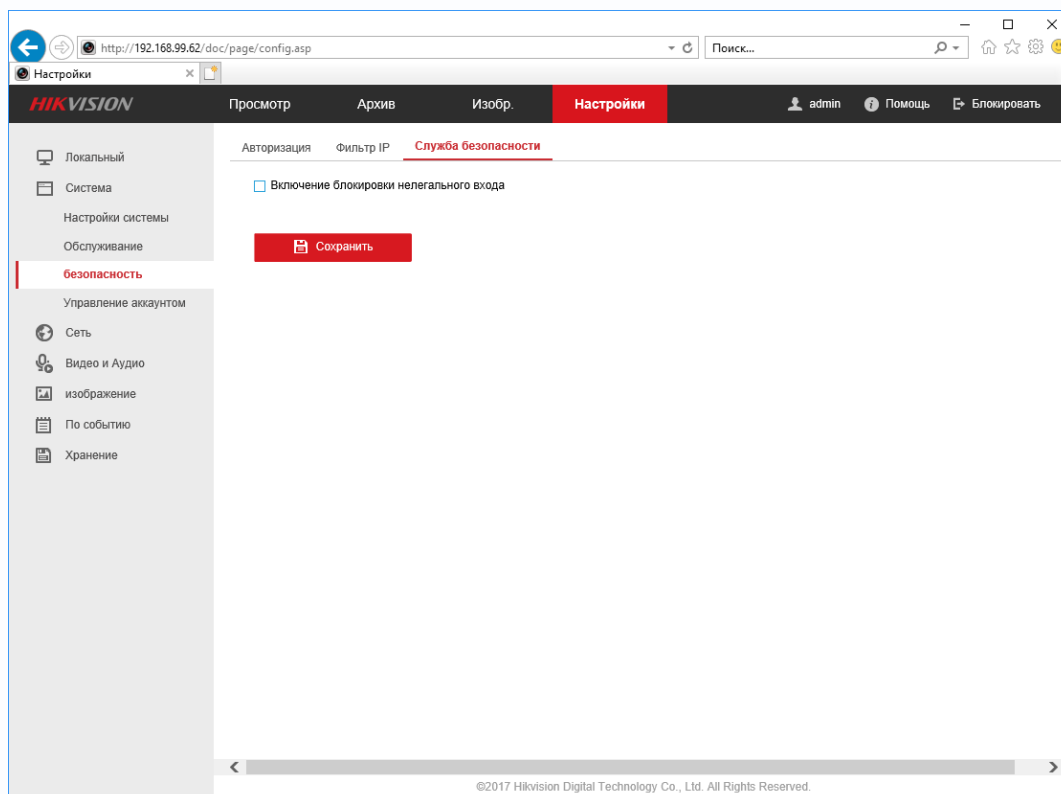 http://192.168.99.62/doc/page/config.asp
Поиск...
Настройки
HIKVISION
Просмотр
Архив
Изобр.
Настройки
admin
Помощь
Блокировать
Локальный
Система
Настройки системы
Обслуживание
безопасность
Управление аккаунтом
Сеть
Видео и Аудио
изображение
По событию
Хранение
Авторизация
Фильтр IP
Служба безопасности
Включение блокировки нелегального входа
Сохранить
©2017 Hikvision Digital Technology Co., Ltd. All Rights Reserved.